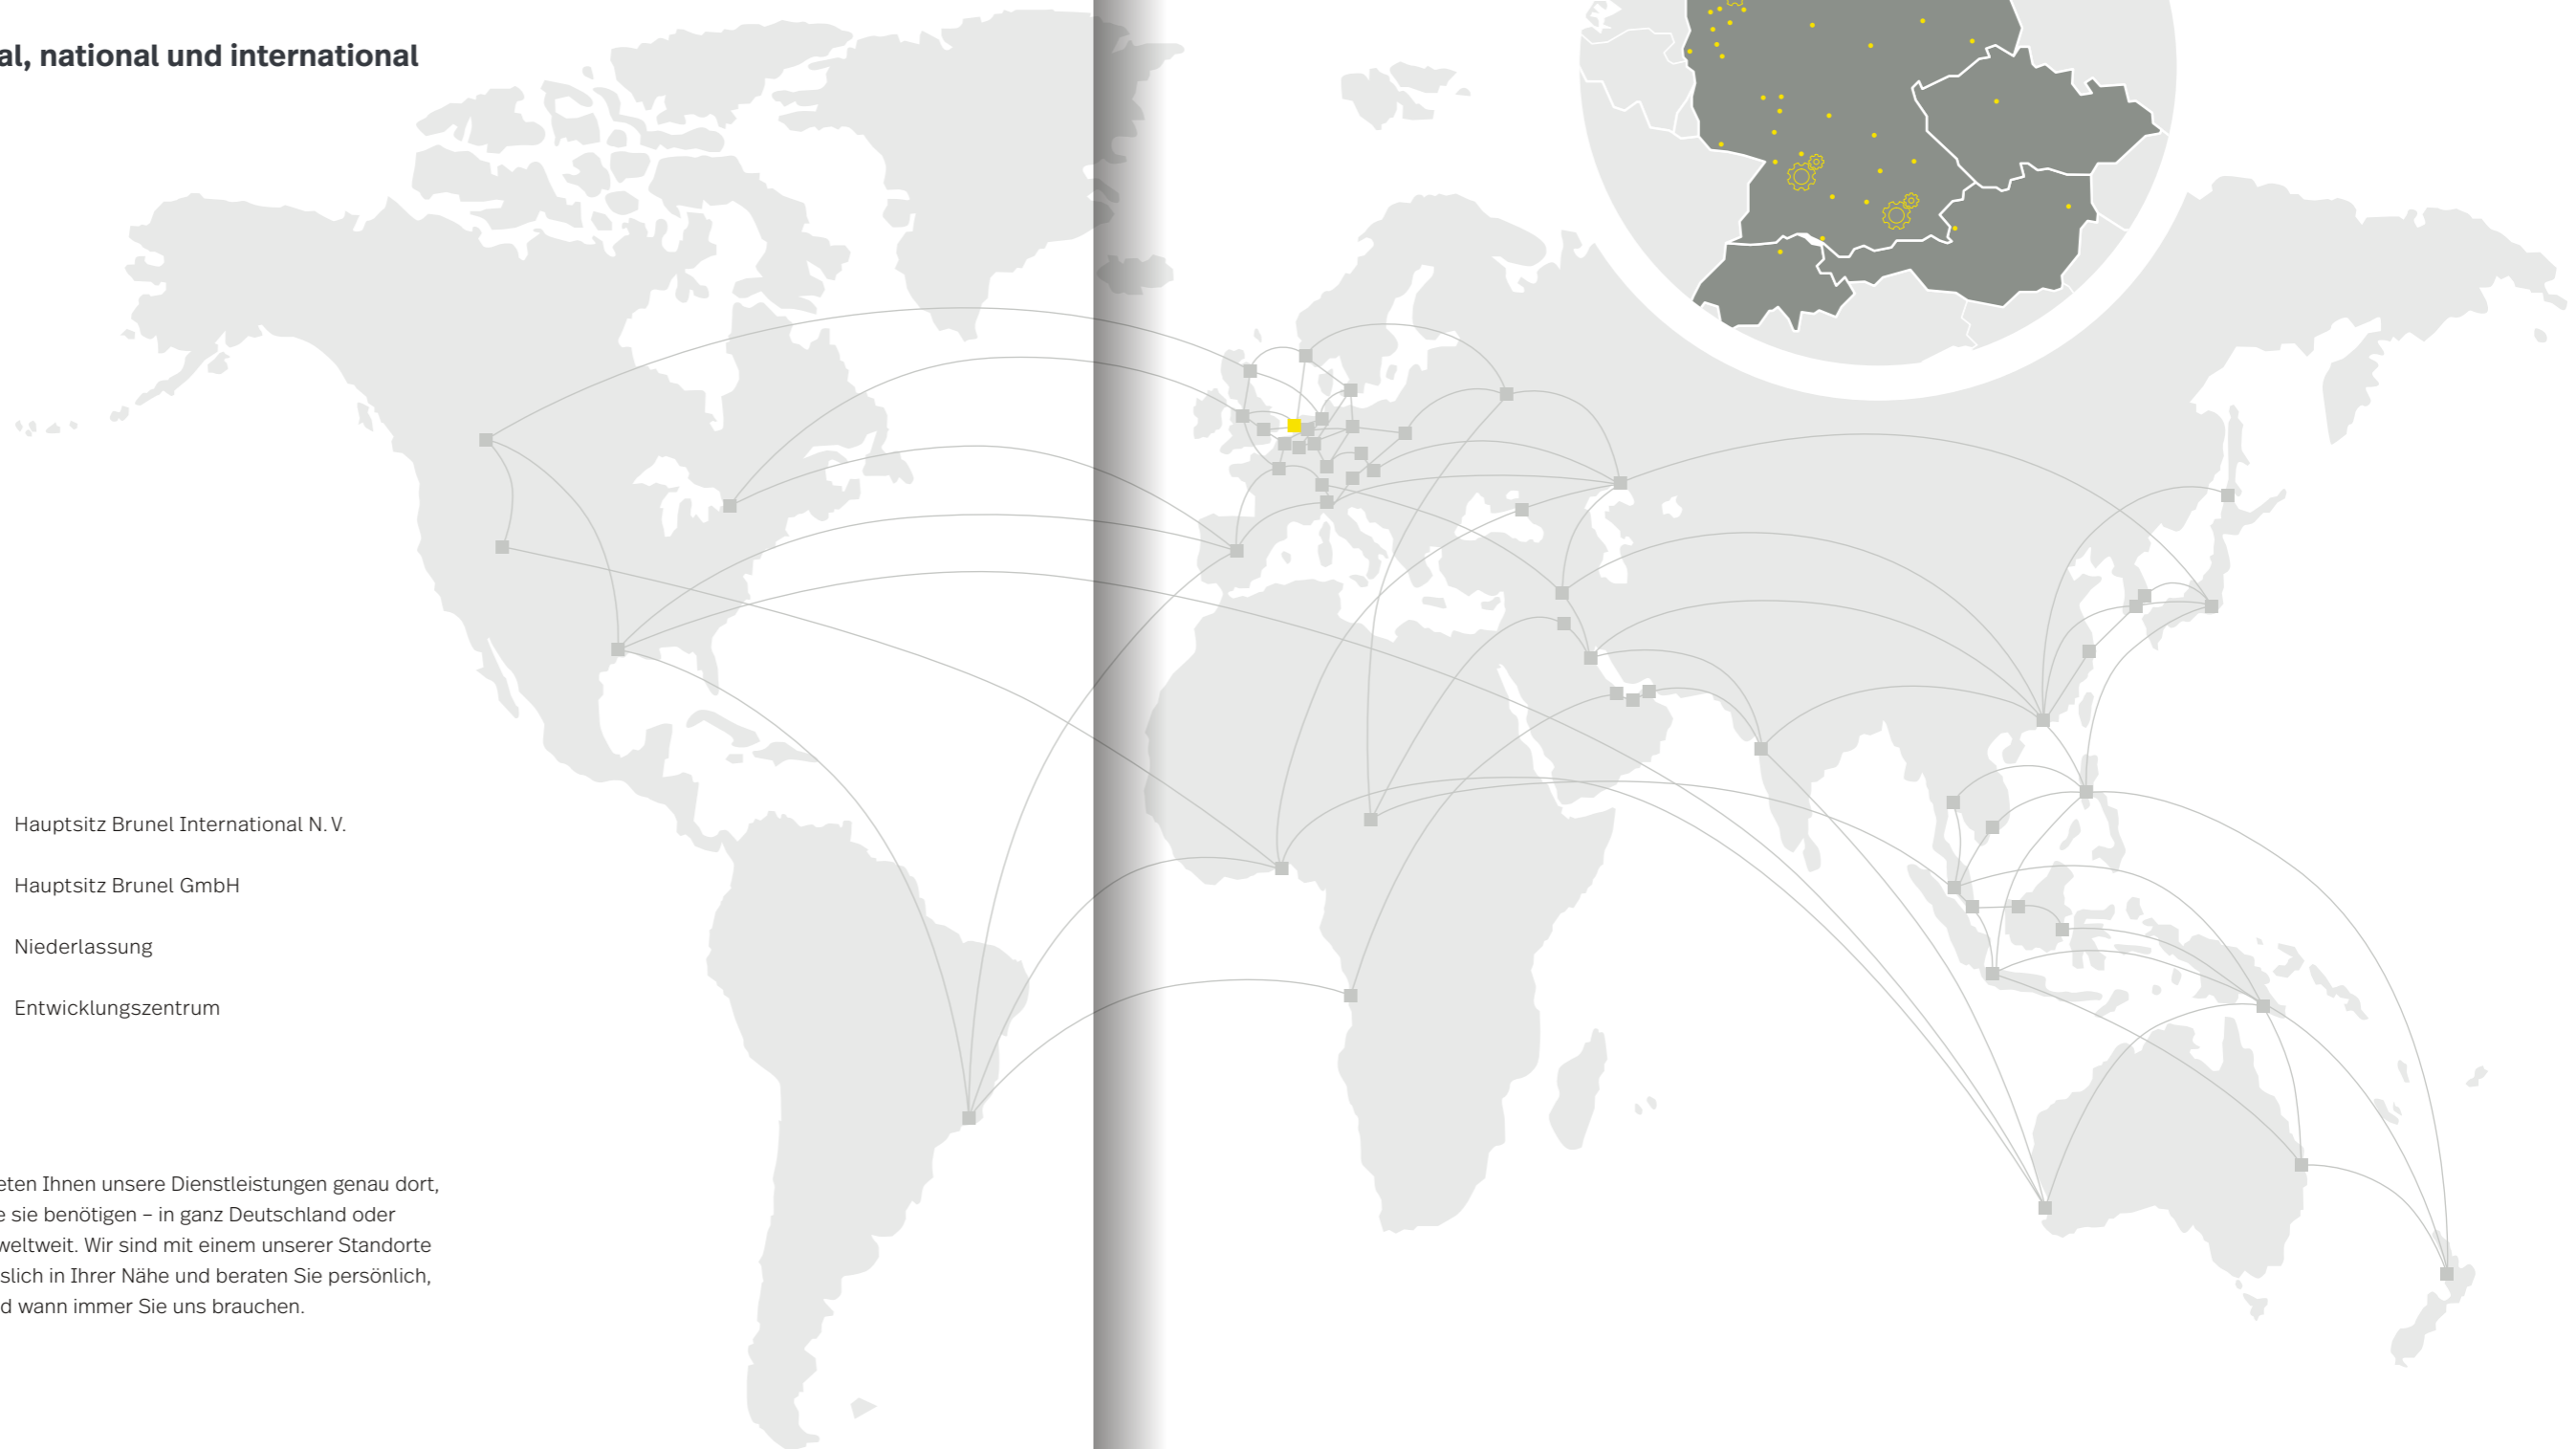 al, national und international
Hauptsitz Brunel International N. V.
Hauptsitz Brunel GmbH
Niederlassung
Entwicklungszentrum
eten Ihnen unsere Dienstleistungen genau dort,
e sie benötigen – in ganz Deutschland oder
weltweit. Wir sind mit einem unserer Standorte
slich in Ihrer Nähe und beraten Sie persönlich,
d wann immer Sie uns brauchen.